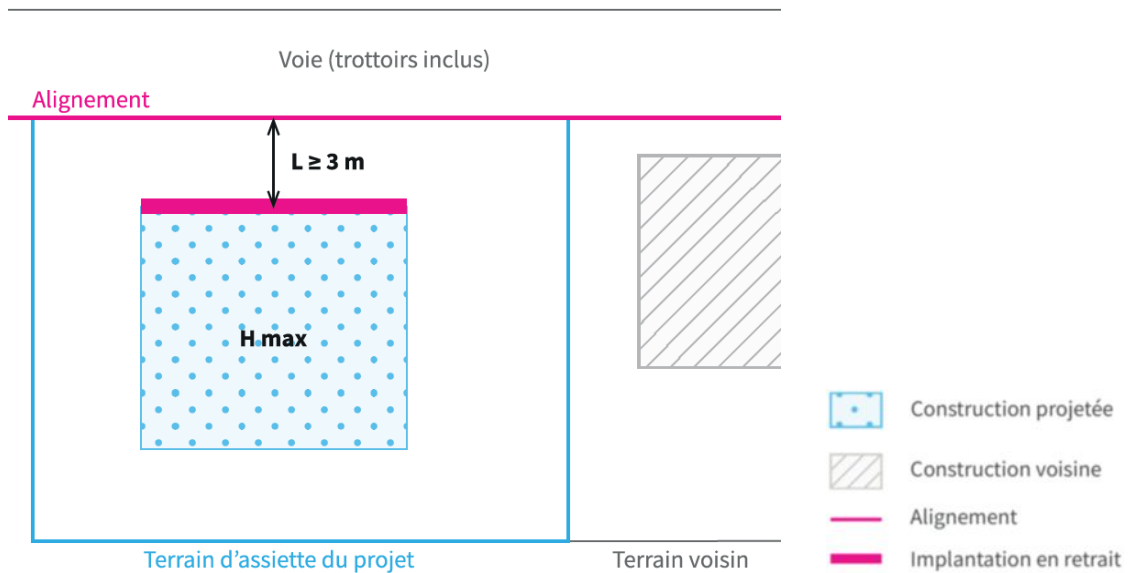 Voie (trottoirs inclus)
Alignement
L ≥ 3 m
H max
Terrain d’assiette du projet
Terrain voisin
Construction projetée
Construction voisine
Alignement
Implantation en retrait